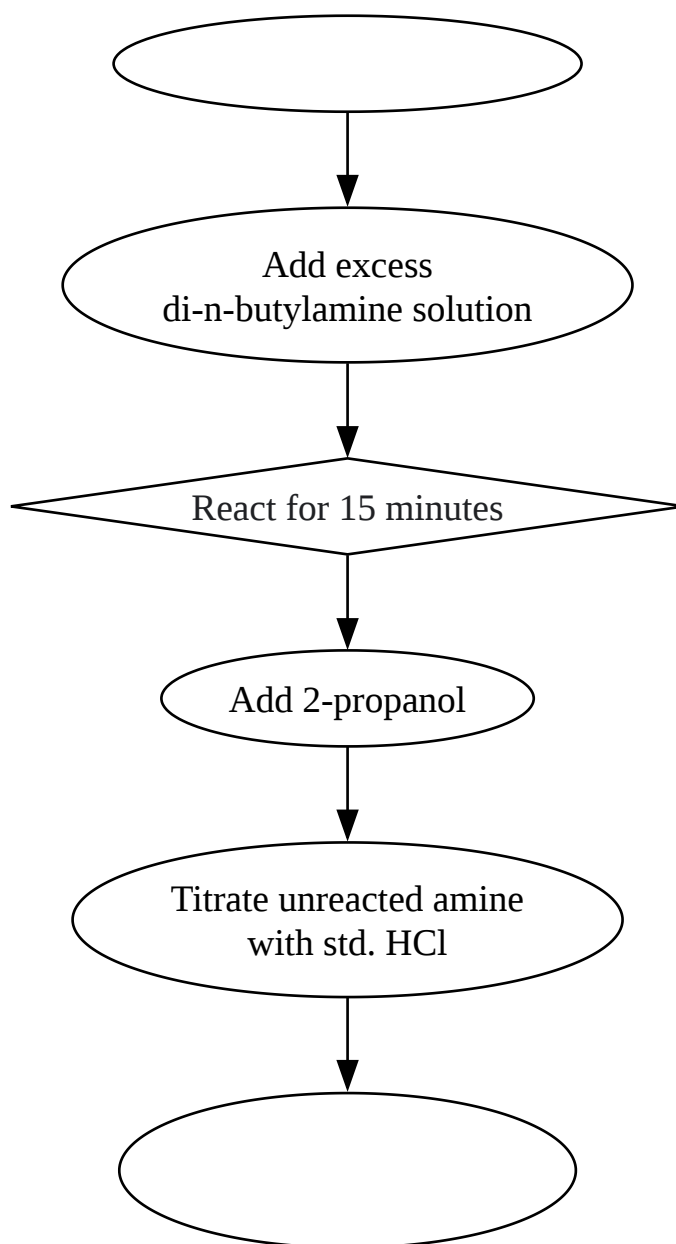 Add excess
di-n-butylamine solution
React for 15 minutes
Add 2-propanol
Titrate unreacted amine
with std. HCl